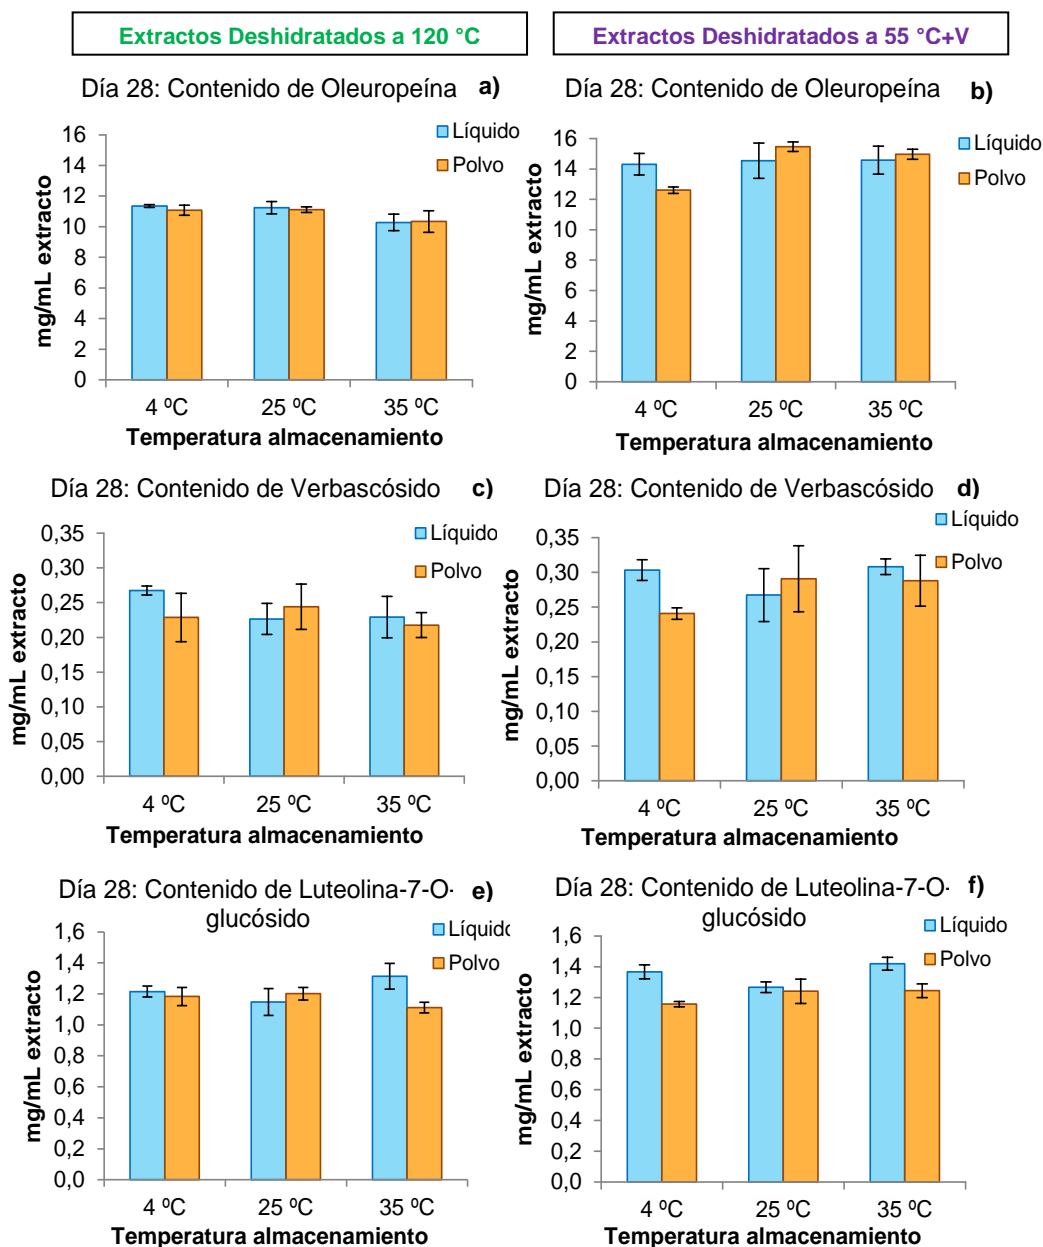 Extractos Deshidratados a 120 °C
Extractos Deshidratados a 55 °C+V
Día 28: Contenido de Oleuropeína a)
mg/mL extracto
16
14
12
10
8
6
4
2
0
Líquido
Polvo
4 ºC 25 ºC 35 ºC
Temperatura almacenamiento
Día 28: Contenido de Oleuropeína b)
mg/mL extracto
16
14
12
10
8
6
4
2
0
Líquido
Polvo
4 ºC 25 ºC 35 ºC
Temperatura almacenamiento
Día 28: Contenido de Verbascósido c)
mg/mL extracto
0,35
0,30
0,25
0,20
0,15
0,10
0,05
0,00
Líquido
Polvo
4 ºC 25 ºC 35 ºC
Temperatura almacenamiento
Día 28: Contenido de Verbascósido d)
mg/mL extracto
0,35
0,30
0,25
0,20
0,15
0,10
0,05
0,00
Líquido
Polvo
4 ºC 25 ºC 35 ºC
Temperatura almacenamiento
Día 28: Contenido de Luteolina-7-O- e)
glucósido
mg/mL extracto
1,6
1,4
1,2
1,0
0,8
0,6
0,4
0,2
0,0
Líquido
Polvo
4 ºC 25 ºC 35 ºC
Temperatura almacenamiento
Día 28: Contenido de Luteolina-7-O- f)
glucósido
mg/mL extracto
1,6
1,4
1,2
1,0
0,8
0,6
0,4
0,2
0,0
Líquido
Polvo
4 ºC 25 ºC 35 ºC
Temperatura almacenamiento